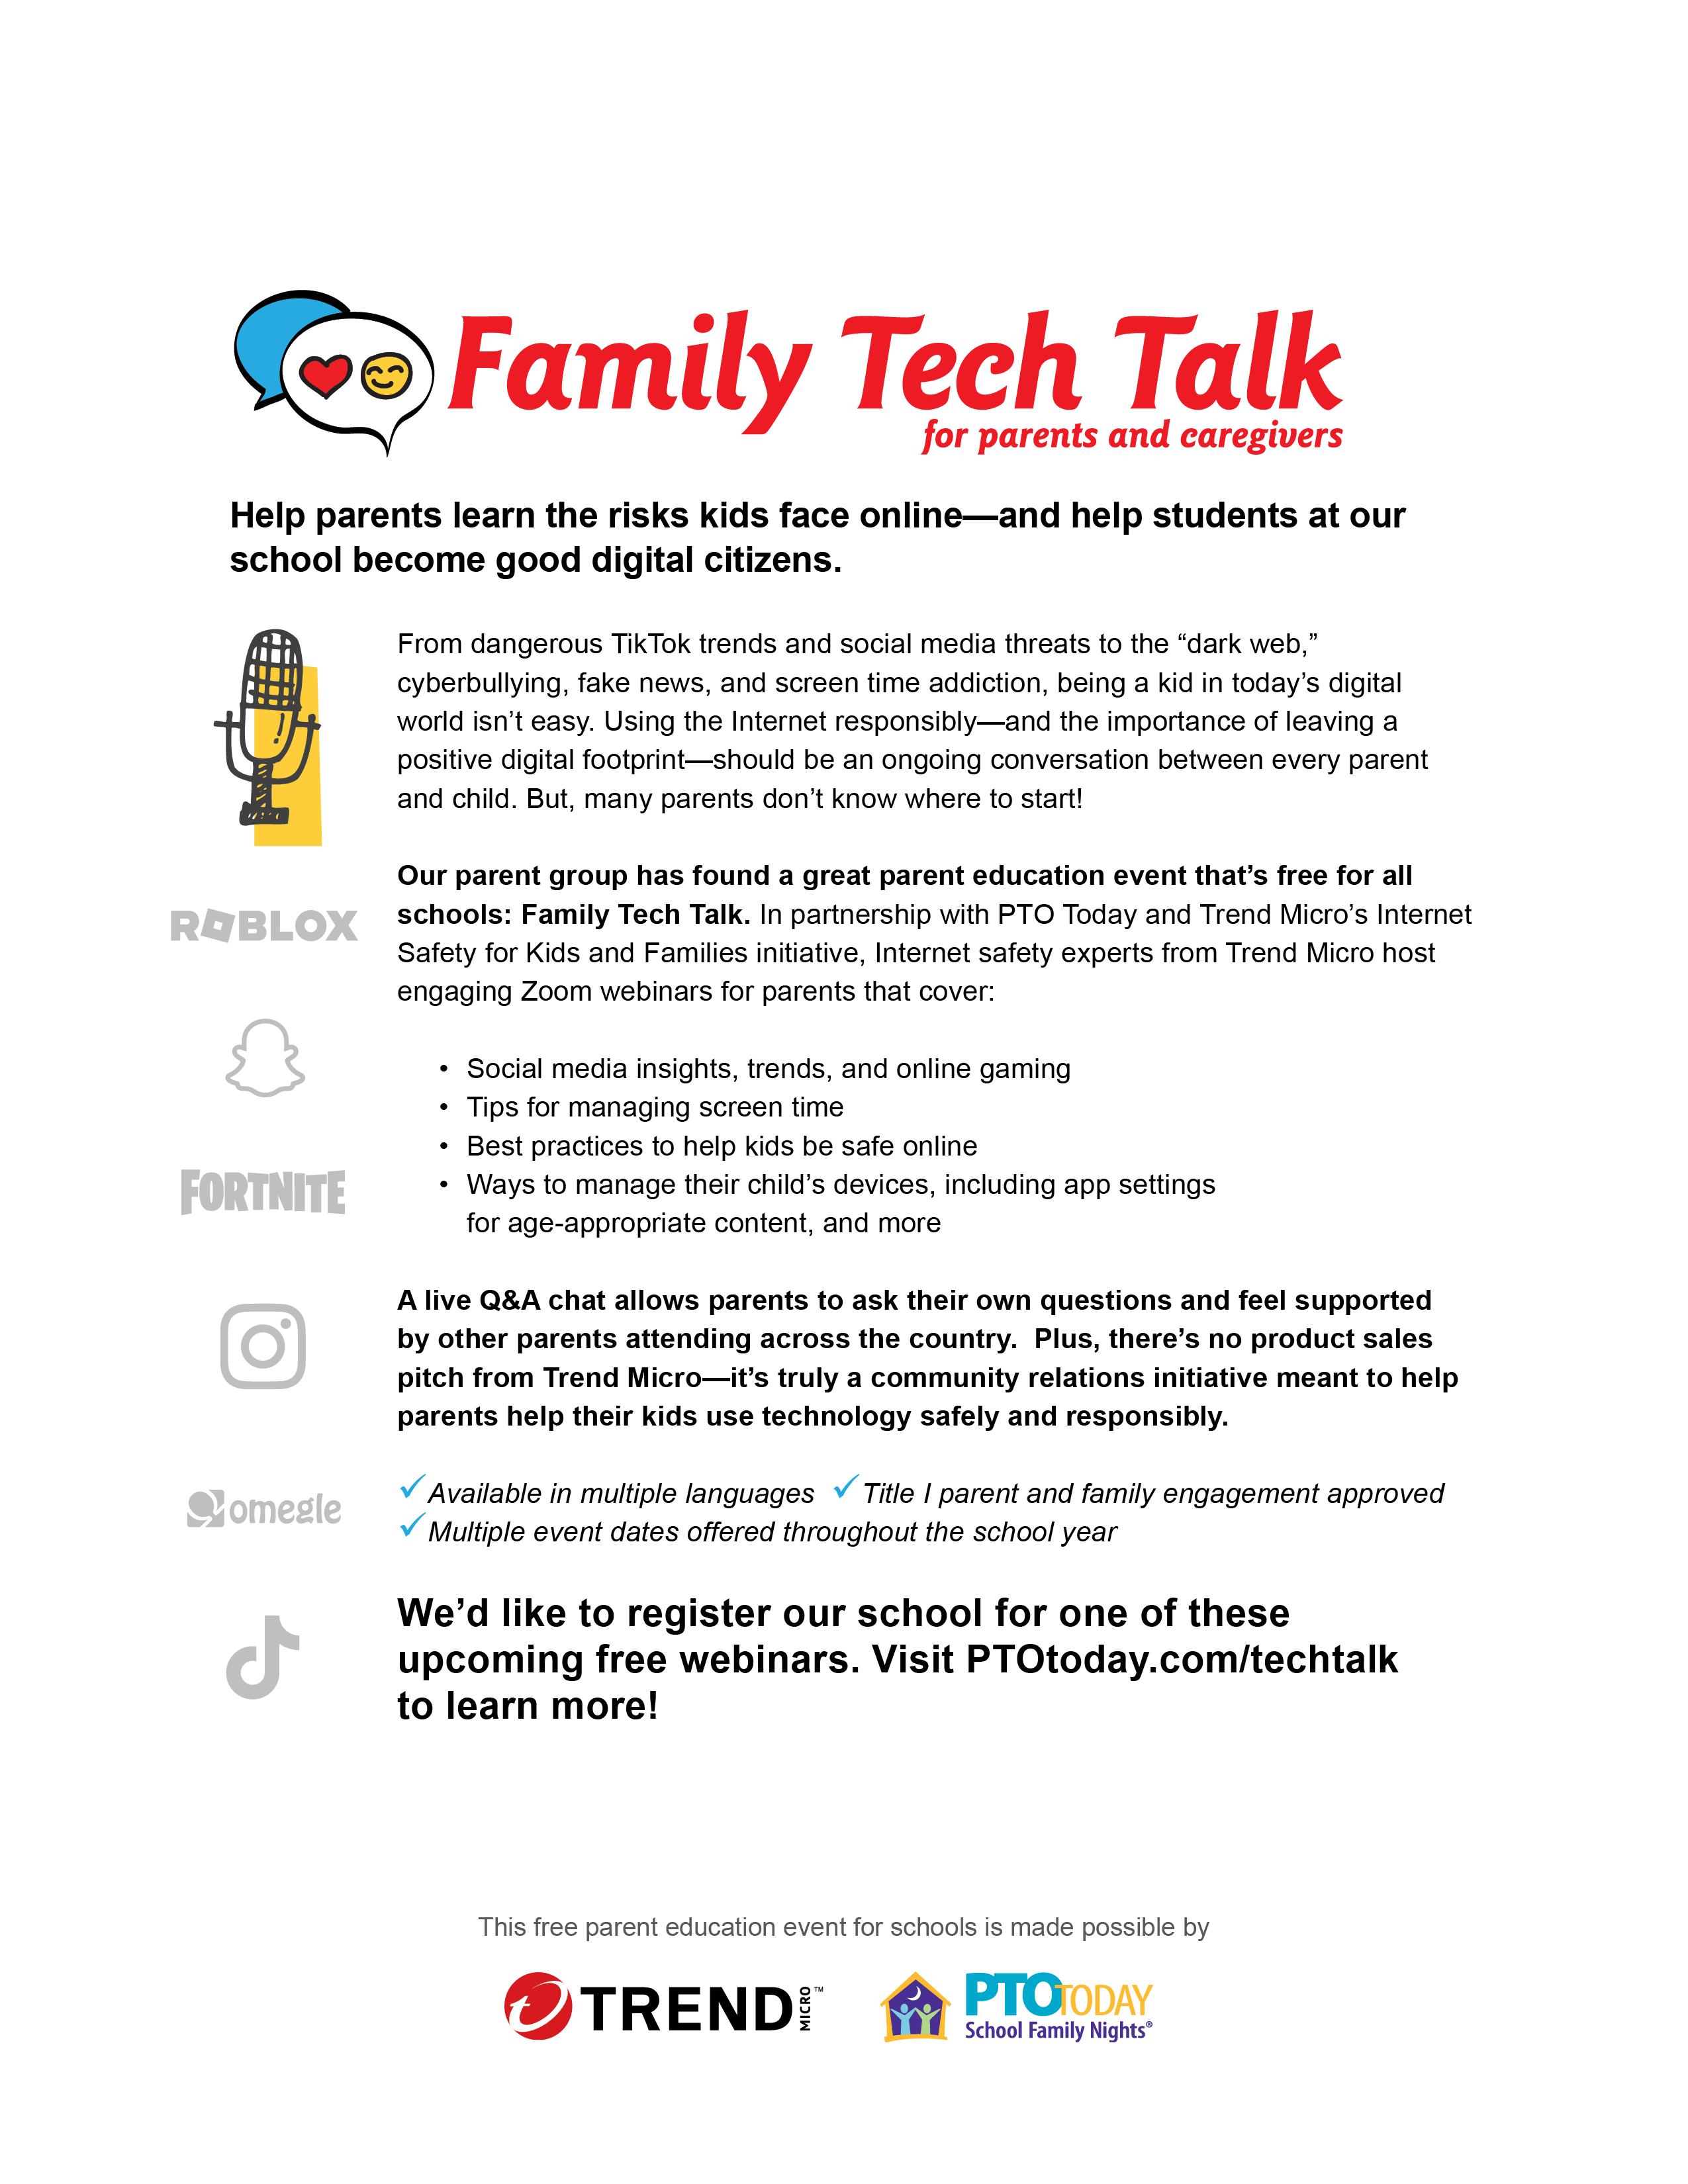 Family Tech Talk
for parents and caregivers
Help parents learn the risks kids face online—and help students at our
school become good digital citizens.
From dangerous TikTok trends and social media threats to the “dark web,”
cyberbullying, fake news, and screen time addiction, being a kid in today’s digital
world isn’t easy. Using the Internet responsibly—and the importance of leaving a
positive digital footprint—should be an ongoing conversation between every parent
and child. But, many parents don’t know where to start!
Our parent group has found a great parent education event that’s free for all
schools: Family Tech Talk. In partnership with PTO Today and Trend Micro’s Internet
Safety for Kids and Families initiative, Internet safety experts from Trend Micro host
engaging Zoom webinars for parents that cover:
ROBLOX
• Social media insights, trends, and online gaming
• Tips for managing screen time
• Best practices to help kids be safe online
• Ways to manage their child’s devices, including app settings
for age-appropriate content, and more
FORTNITE
A live Q&A chat allows parents to ask their own questions and feel supported
by other parents attending across the country.  Plus, there’s no product sales
pitch from Trend Micro—it’s truly a community relations initiative meant to help
parents help their kids use technology safely and responsibly.
omegle
✓Available in multiple languages ✓Title I parent and family engagement approved
✓Multiple event dates offered throughout the school year
We’d like to register our school for one of these
upcoming free webinars. Visit PTOtoday.com/techtalk
to learn more!
This free parent education event for schools is made possible by
TREND MICRO™
PTO TODAY
School Family Nights®